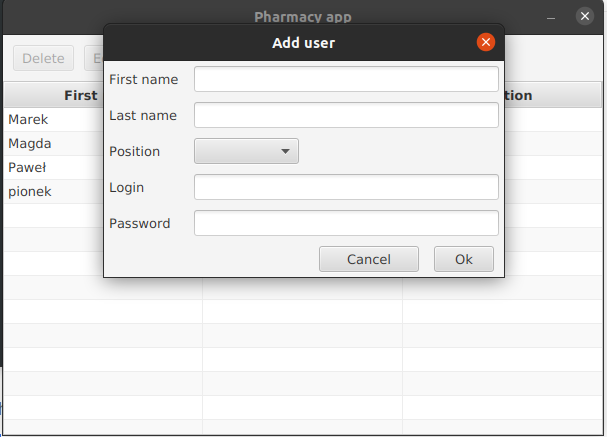 Pharmacy app
Add user
Delete
First name
Last name
Position
Login
Password
Cancel Ok
First
Marek
Magda
Paweł
pionek